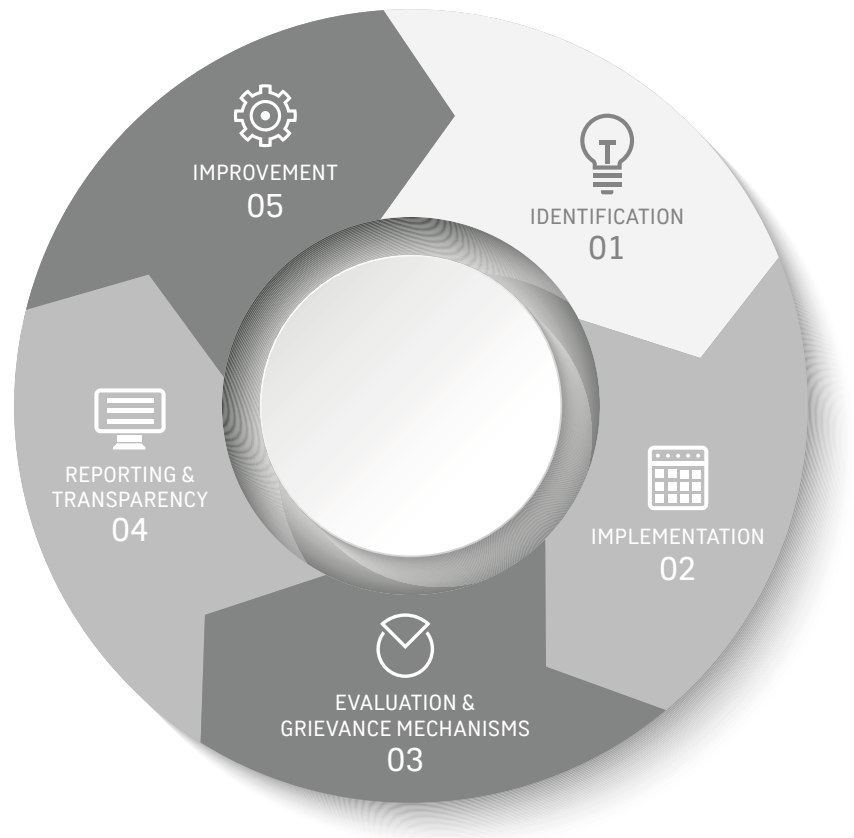 IDENTIFICATION
01
IMPLEMENTATION
02
EVALUATION &
GRIEVANCE MECHANISMS
03
REPORTING &
TRANSPARENCY
04
IMPROVEMENT
05